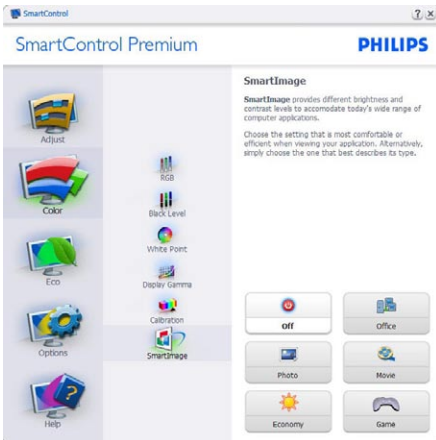 SmartControl
SmartControl Premium
PHILIPS
Adjust
Color
Eco
Options
Help
RGB
Black Level
White Point
Display Gamma
Calibration
SmartImage
SmartImage
SmartImage provides different brightness and
contrast levels to accomodate today's wide range of
computer applications.
Choose the setting that is most comfortable or
efficient when viewing your application. Alternatively,
simply choose the one that best describes its type.
Off
Office
Photo
Movie
Economy
Game